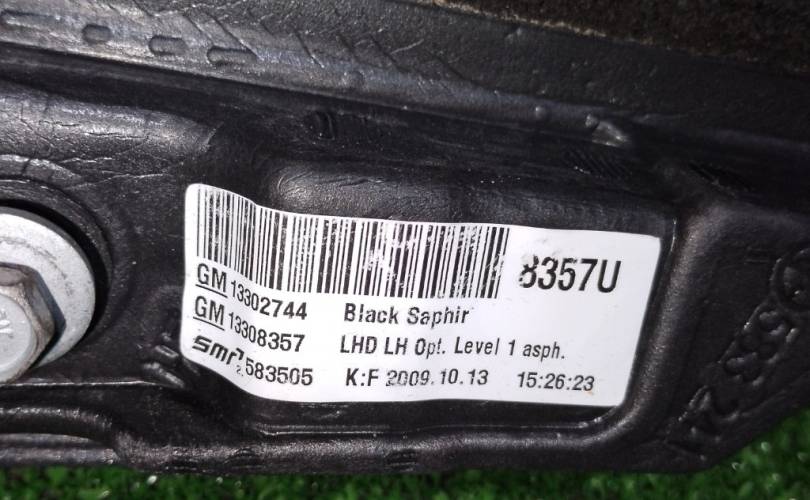 8357U
GM 13302744 Black Saphir
GM 13308357 LHD LH Opt. Level 1 asph.
smr 2.583505 K:F 2009.10.13 15:26:23